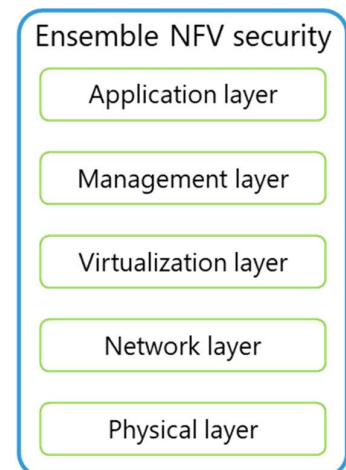 Ensemble NFV security
Application layer
Management layer
Virtualization layer
Network layer
Physical layer